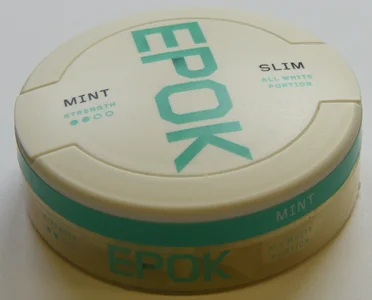 EPOK
MINT
STRENGTH
SLIM
ALL WHITE
PORTION
MINT
EPOK